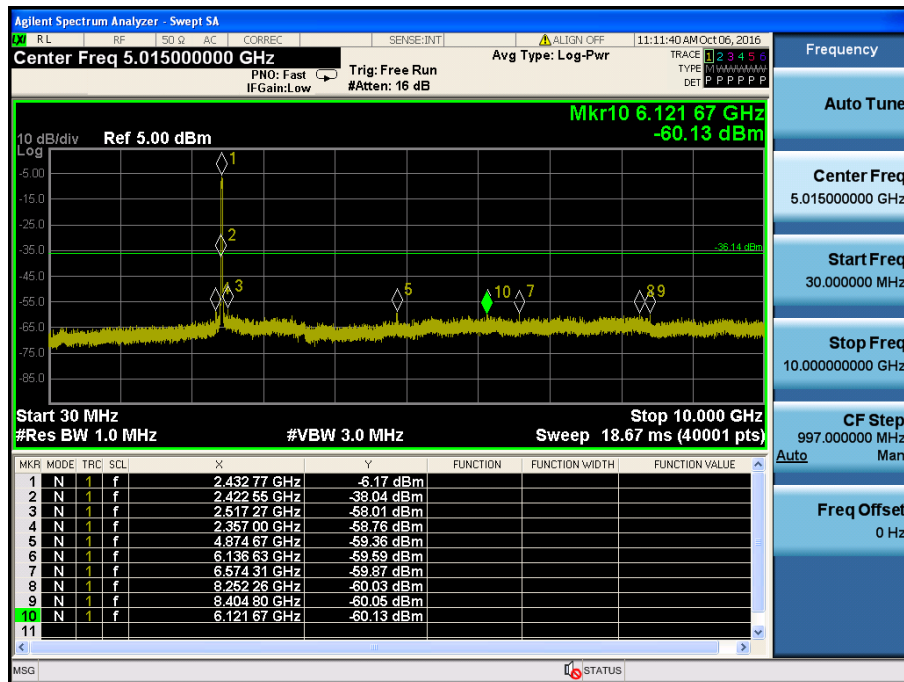 Agilent Spectrum Analyzer - Swept SA
LXI RL RF 50 Ω AC CORREC SENSE:INT ALIGN OFF 11:11:40 AM Oct 06, 2016
Center Freq 5.015000000 GHz
PNO: Fast
IFGain:Low
Trig: Free Run
#Atten: 16 dB
Avg Type: Log-Pwr
TRACE 1 2 3 4 5 6
TYPE M W W W W W
DET P P P P P P
Mkr10 6.121 67 GHz
-60.13 dBm
10 dB/div Ref 5.00 dBm
Log
1
-5.00
-15.0
-25.0
2
-35.0
-36.14 dBm
-45.0
3 5 10 7 8 9
-55.0
-65.0
-75.0
-85.0
Start 30 MHz Stop 10.000 GHz
#Res BW 1.0 MHz #VBW 3.0 MHz Sweep 18.67 ms (40001 pts)
MKR MODE TRC SCL X Y FUNCTION FUNCTION WIDTH FUNCTION VALUE
1 N 1 f 2.432 77 GHz -6.17 dBm
2 N 1 f 2.422 55 GHz -38.04 dBm
3 N 1 f 2.517 27 GHz -58.01 dBm
4 N 1 f 2.357 00 GHz -58.76 dBm
5 N 1 f 4.874 67 GHz -59.36 dBm
6 N 1 f 6.136 63 GHz -59.59 dBm
7 N 1 f 6.574 31 GHz -59.87 dBm
8 N 1 f 8.252 26 GHz -60.03 dBm
9 N 1 f 8.404 80 GHz -60.05 dBm
10 N 1 f 6.121 67 GHz -60.13 dBm
11
MSG STATUS
Frequency
Auto Tune
Center Freq
5.015000000 GHz
Start Freq
30.000000 MHz
Stop Freq
10.000000000 GHz
CF Step
997.000000 MHz
Auto Man
Freq Offset
0 Hz